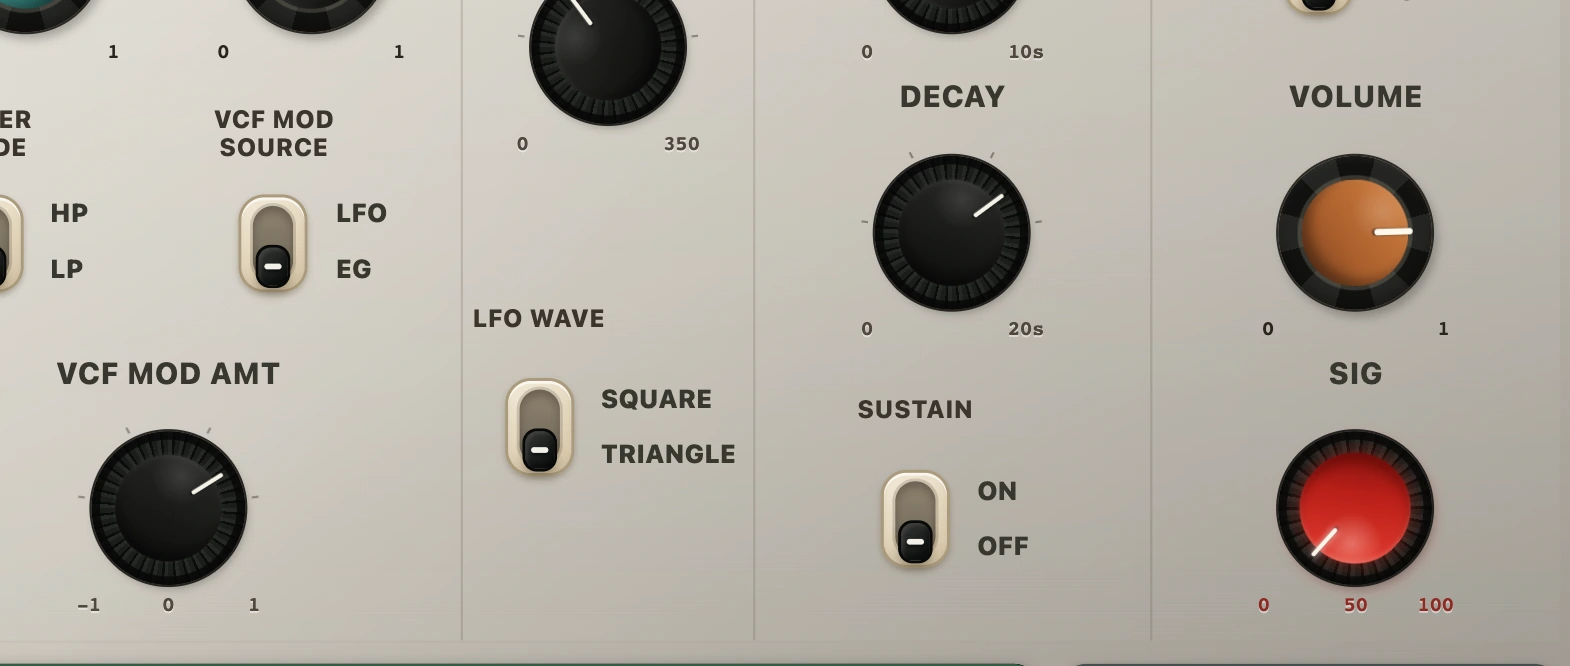 1
0 1
ER
DE
HP
LP
VCF MOD
SOURCE
LFO
EG
VCF MOD AMT
−1 0 1
0 350
LFO WAVE
SQUARE
TRIANGLE
0 10s
DECAY
0 20s
SUSTAIN
ON
OFF
VOLUME
0 1
SIG
0 50 100